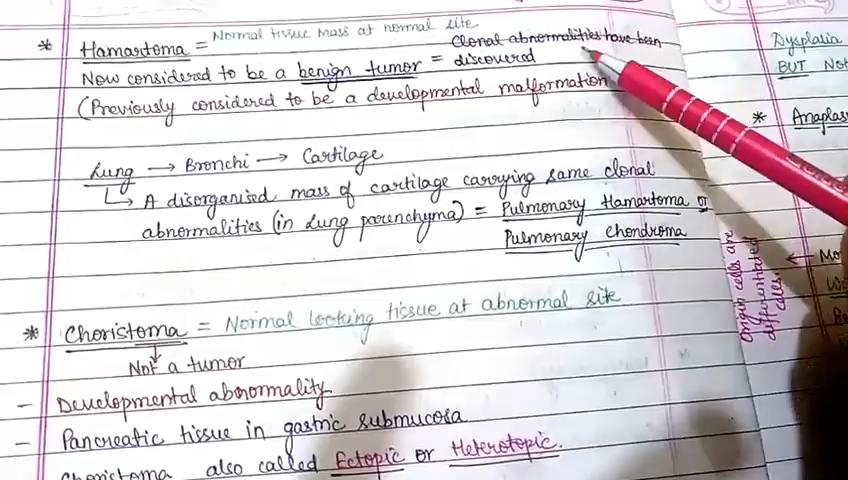 * Hamartoma = Normal tissue mass at normal site
Now considered to be a benign tumor = Clonal abnormalities have been discovered
(Previously considered to be a developmental malformation
Lung → Bronchi → Cartilage
↳ A disorganised mass of cartilage carrying same clonal
abnormalities (in Lung parenchyma) = Pulmonary Hamartoma or
Pulmonary Chondroma
* Choristoma = Normal looking tissue at abnormal site
Not a tumor
- Developmental abnormality
- Pancreatic tissue in gastric submucosa
Choristoma also called Ectopic or Heterotopic.
Dysplasia
BUT Not
* Anaplas
Origin cells are
differentiated
cells.